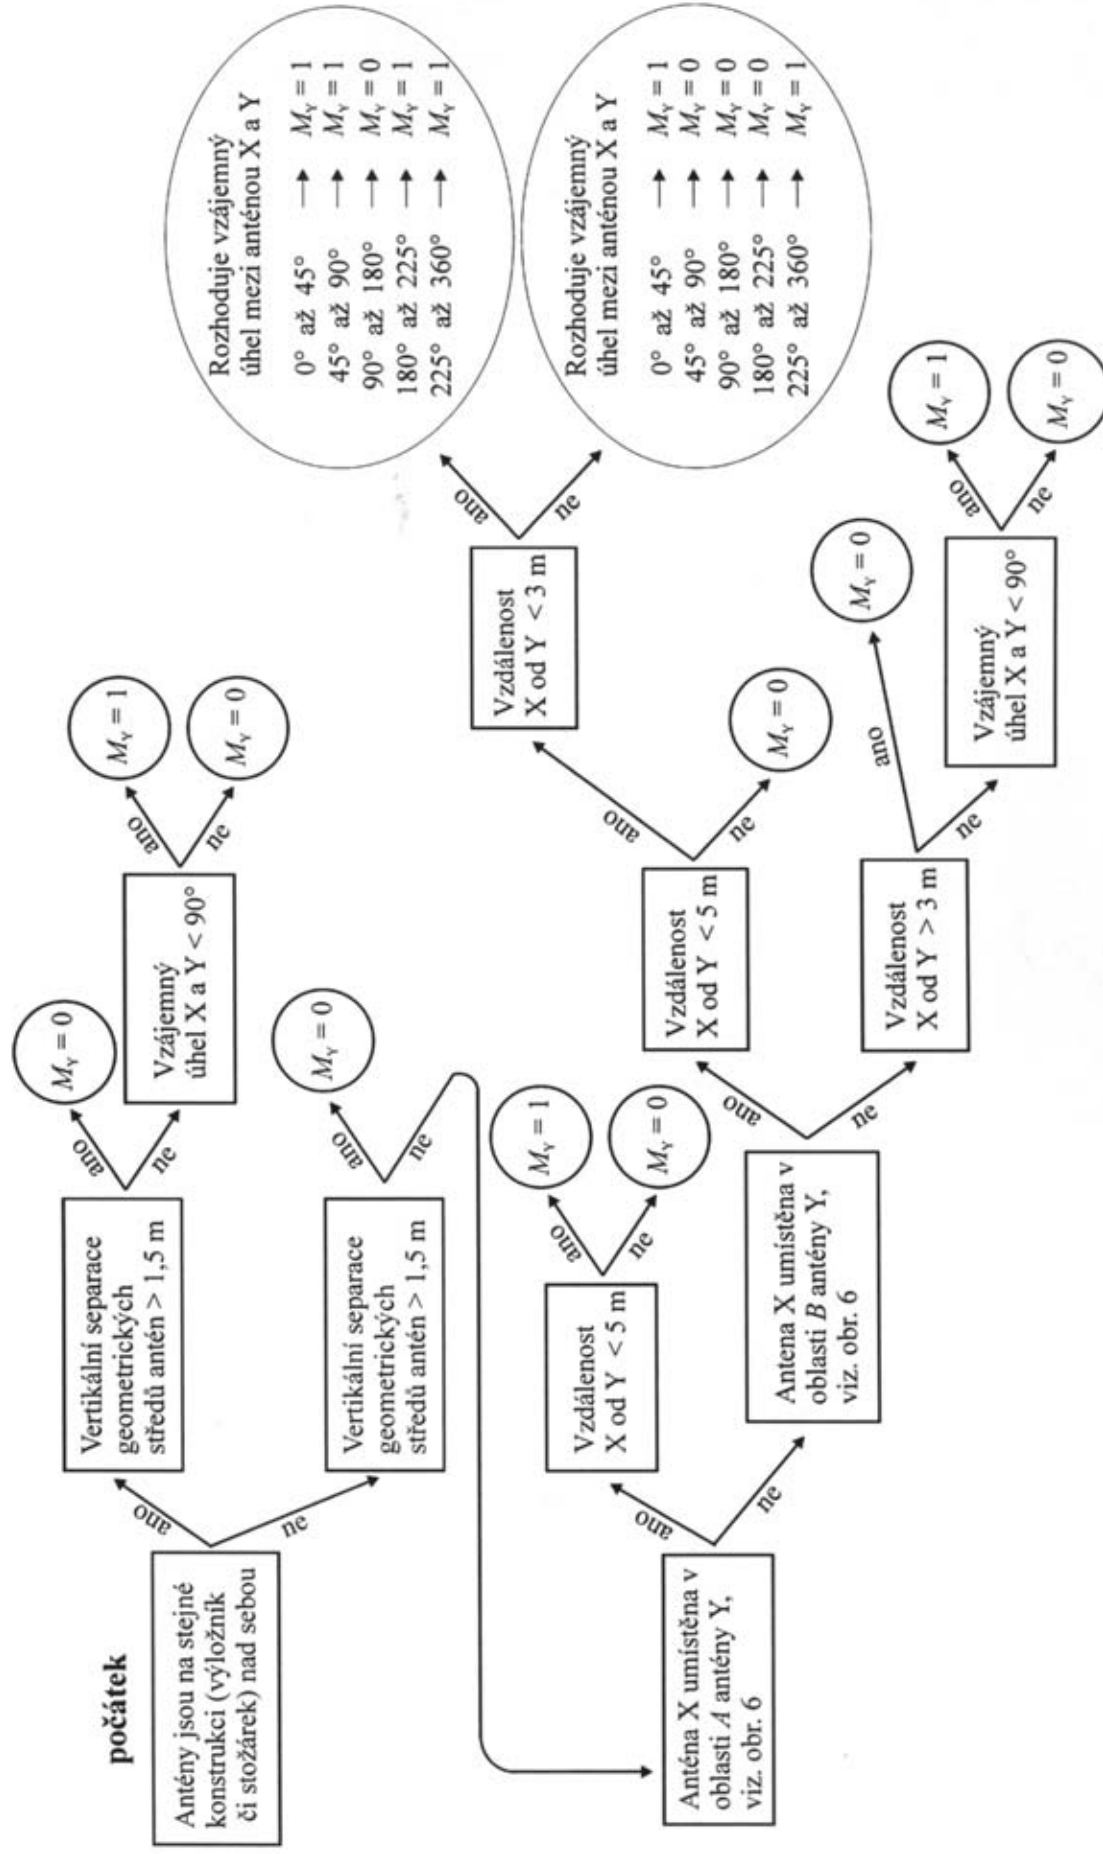 počátek
Antény jsou na stejné
konstrukci (výložník
či stožárek) nad sebou
ano
ne
Vertikální separace
geometrických
středů antén > 1,5 m
ano
ne
M_Y = 0
Vzájemný
úhel X a Y < 90°
ano
ne
M_Y = 1
M_Y = 0
Vertikální separace
geometrických
středů antén > 1,5 m
ano
ne
M_Y = 0
Anténa X umístěna v
oblasti A antény Y,
viz. obr. 6
ano
ne
Vzdálenost
X od Y < 5 m
ano
ne
M_Y = 1
M_Y = 0
Antena X umístěna v
oblasti B antény Y,
viz. obr. 6
ano
ne
Vzdálenost
X od Y < 5 m
ano
ne
M_Y = 0
Vzdálenost
X od Y < 3 m
ano
ne
Rozhoduje vzájemný
úhel mezi anténou X a Y
0° až 45° → M_Y = 1
45° až 90° → M_Y = 1
90° až 180° → M_Y = 0
180° až 225° → M_Y = 1
225° až 360° → M_Y = 1
Rozhoduje vzájemný
úhel mezi anténou X a Y
0° až 45° → M_Y = 1
45° až 90° → M_Y = 0
90° až 180° → M_Y = 0
180° až 225° → M_Y = 0
225° až 360° → M_Y = 1
Vzdálenost
X od Y > 3 m
ano
ne
M_Y = 0
Vzájemný
úhel X a Y < 90°
ano
ne
M_Y = 1
M_Y = 0